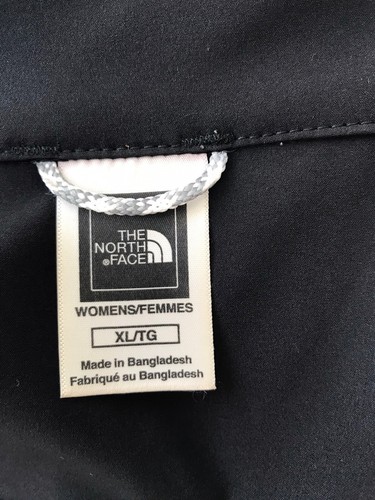 THE
NORTH
®FACE
WOMENS/FEMMES
XL/TG
Made in Bangladesh
Fabriqué au Bangladesh